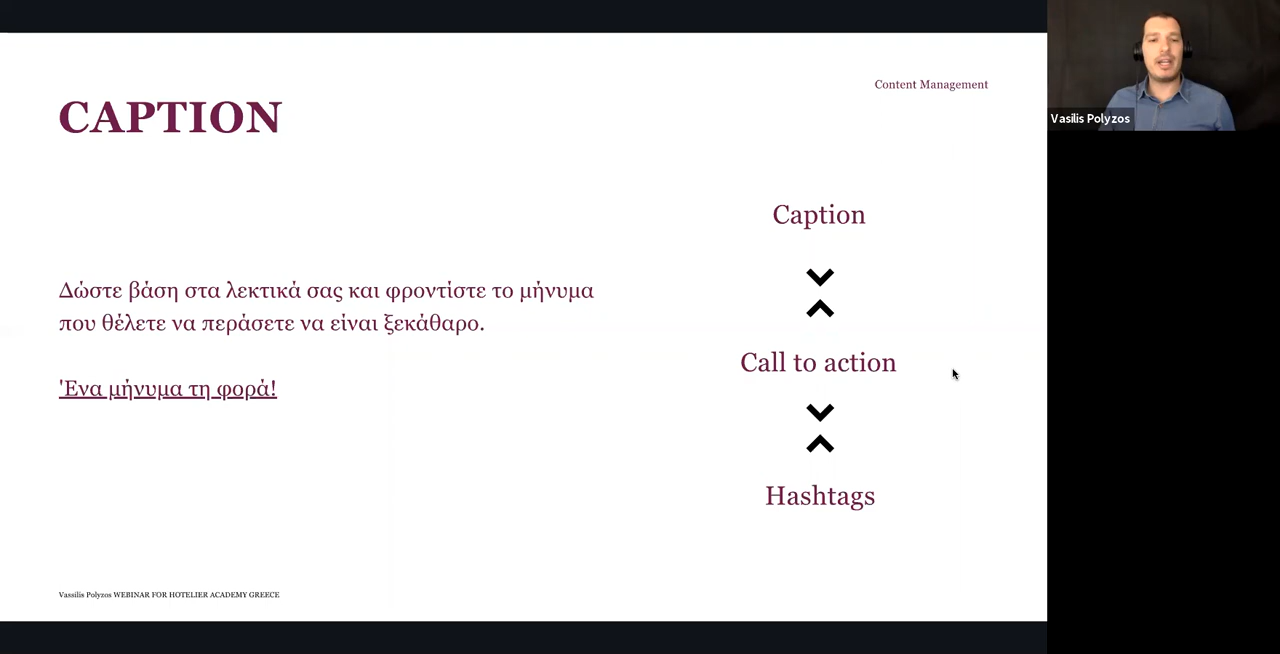 Content Management
CAPTION
Caption
Δώστε βάση στα λεκτικά σας και φροντίστε το μήνυμα
που θέλετε να περάσετε να είναι ξεκάθαρο.
Call to action
'Ενα μήνυμα τη φορά!
Hashtags
Vassilis Polyzos WEBINAR FOR HOTELIER ACADEMY GREECE
Vasilis Polyzos